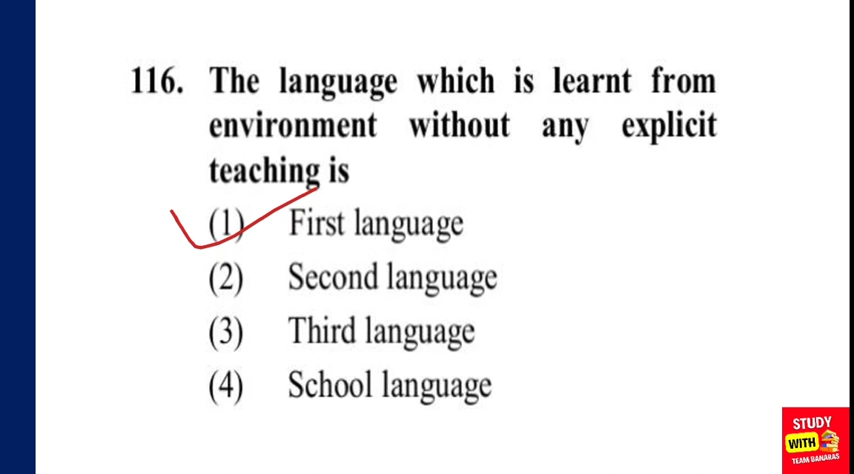 116. The language which is learnt from
environment without any explicit
teaching is
(1) First language
(2) Second language
(3) Third language
(4) School language
STUDY
WITH
TEAM BANARAS